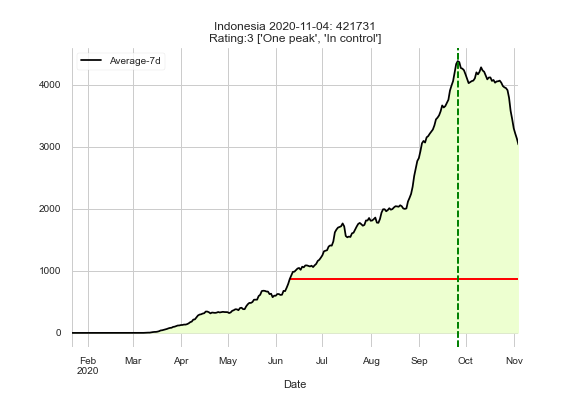 Indonesia 2020-11-04: 421731
Rating:3 ['One peak', 'In control']
Average-7d
4000
3000
2000
1000
0
Feb Mar Apr May Jun Jul Aug Sep Oct Nov
2020
Date